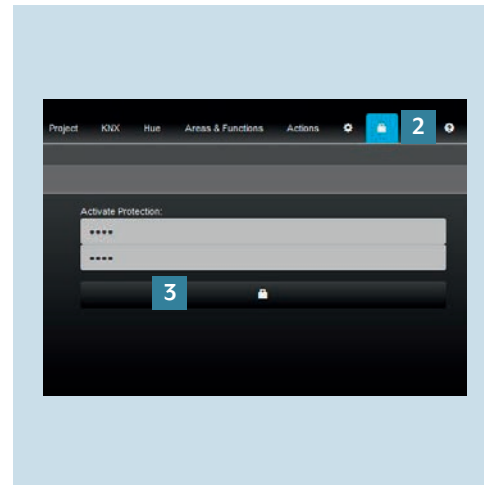 Project KNX Hue Areas & Functions Actions 2 ?
Activate Protection:
••••
••••
3